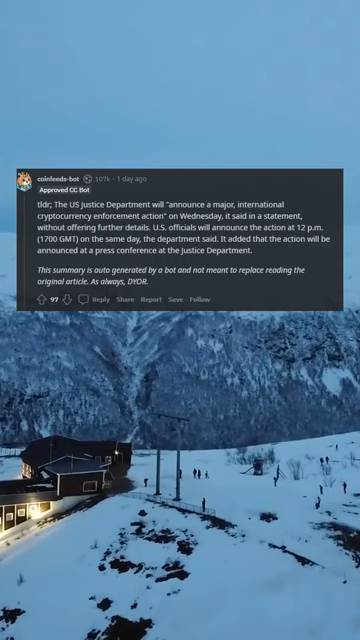 coinfeeds-bot 107k · 1 day ago
Approved CC Bot
tldr; The US Justice Department will "announce a major, international
cryptocurrency enforcement action" on Wednesday, it said in a statement,
without offering further details. U.S. officials will announce the action at 12 p.m.
(1700 GMT) on the same day, the department said. It added that the action will be
announced at a press conference at the Justice Department.
This summary is auto generated by a bot and not meant to replace reading the
original article. As always, DYOR.
97 Reply Share Report Save Follow